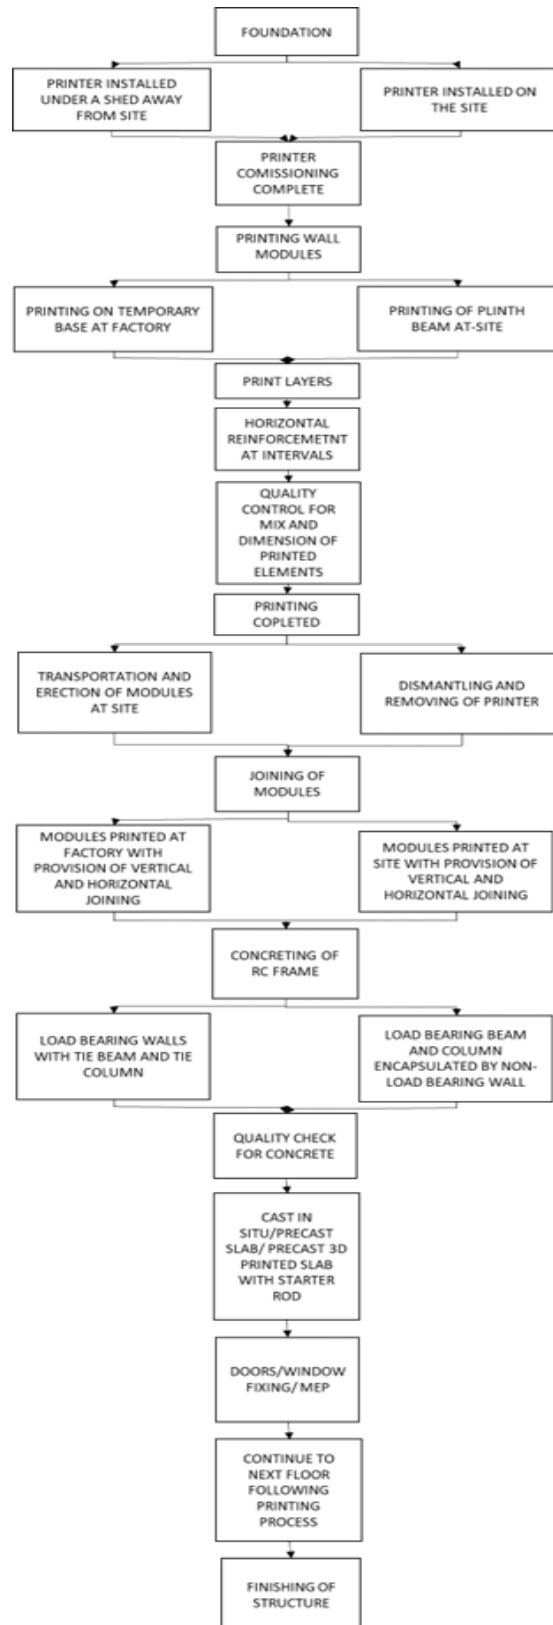 FOUNDATION
PRINTER INSTALLED
UNDER A SHED AWAY
FROM SITE
PRINTER INSTALLED ON
THE SITE
PRINTER
COMISSIONING
COMPLETE
PRINTING WALL
MODULES
PRINTING ON TEMPORARY
BASE AT FACTORY
PRINTING OF PLINTH
BEAM AT-SITE
PRINT LAYERS
HORIZONTAL
REINFORCEMETNT
AT INTERVALS
QUALITY
CONTROL FOR
MIX AND
DIMENSION OF
PRINTED
ELEMENTS
PRINTING
COPLETED
TRANSPORTATION AND
ERECTION OF MODULES
AT SITE
DISMANTLING AND
REMOVING OF PRINTER
JOINING OF
MODULES
MODULES PRINTED AT
FACTORY WITH
PROVISION OF VERTICAL
AND HORIZONTAL
JOINING
MODULES PRINTED AT
SITE WITH PROVISION OF
VERTICAL AND
HORIZONTAL JOINING
CONCRETING OF
RC FRAME
LOAD BEARING WALLS
WITH TIE BEAM AND TIE
COLUMN
LOAD BEARING BEAM
AND COLUMN
ENCAPSULATED BY NON-
LOAD BEARING WALL
QUALITY CHECK
FOR CONCRETE
CAST IN
SITU/PRECAST
SLAB/ PRECAST 3D
PRINTED SLAB
WITH STARTER
ROD
DOORS/WINDOW
FIXING/ MEP
CONTINUE TO
NEXT FLOOR
FOLLOWING
PRINTING
PROCESS
FINISHING OF
STRUCTURE